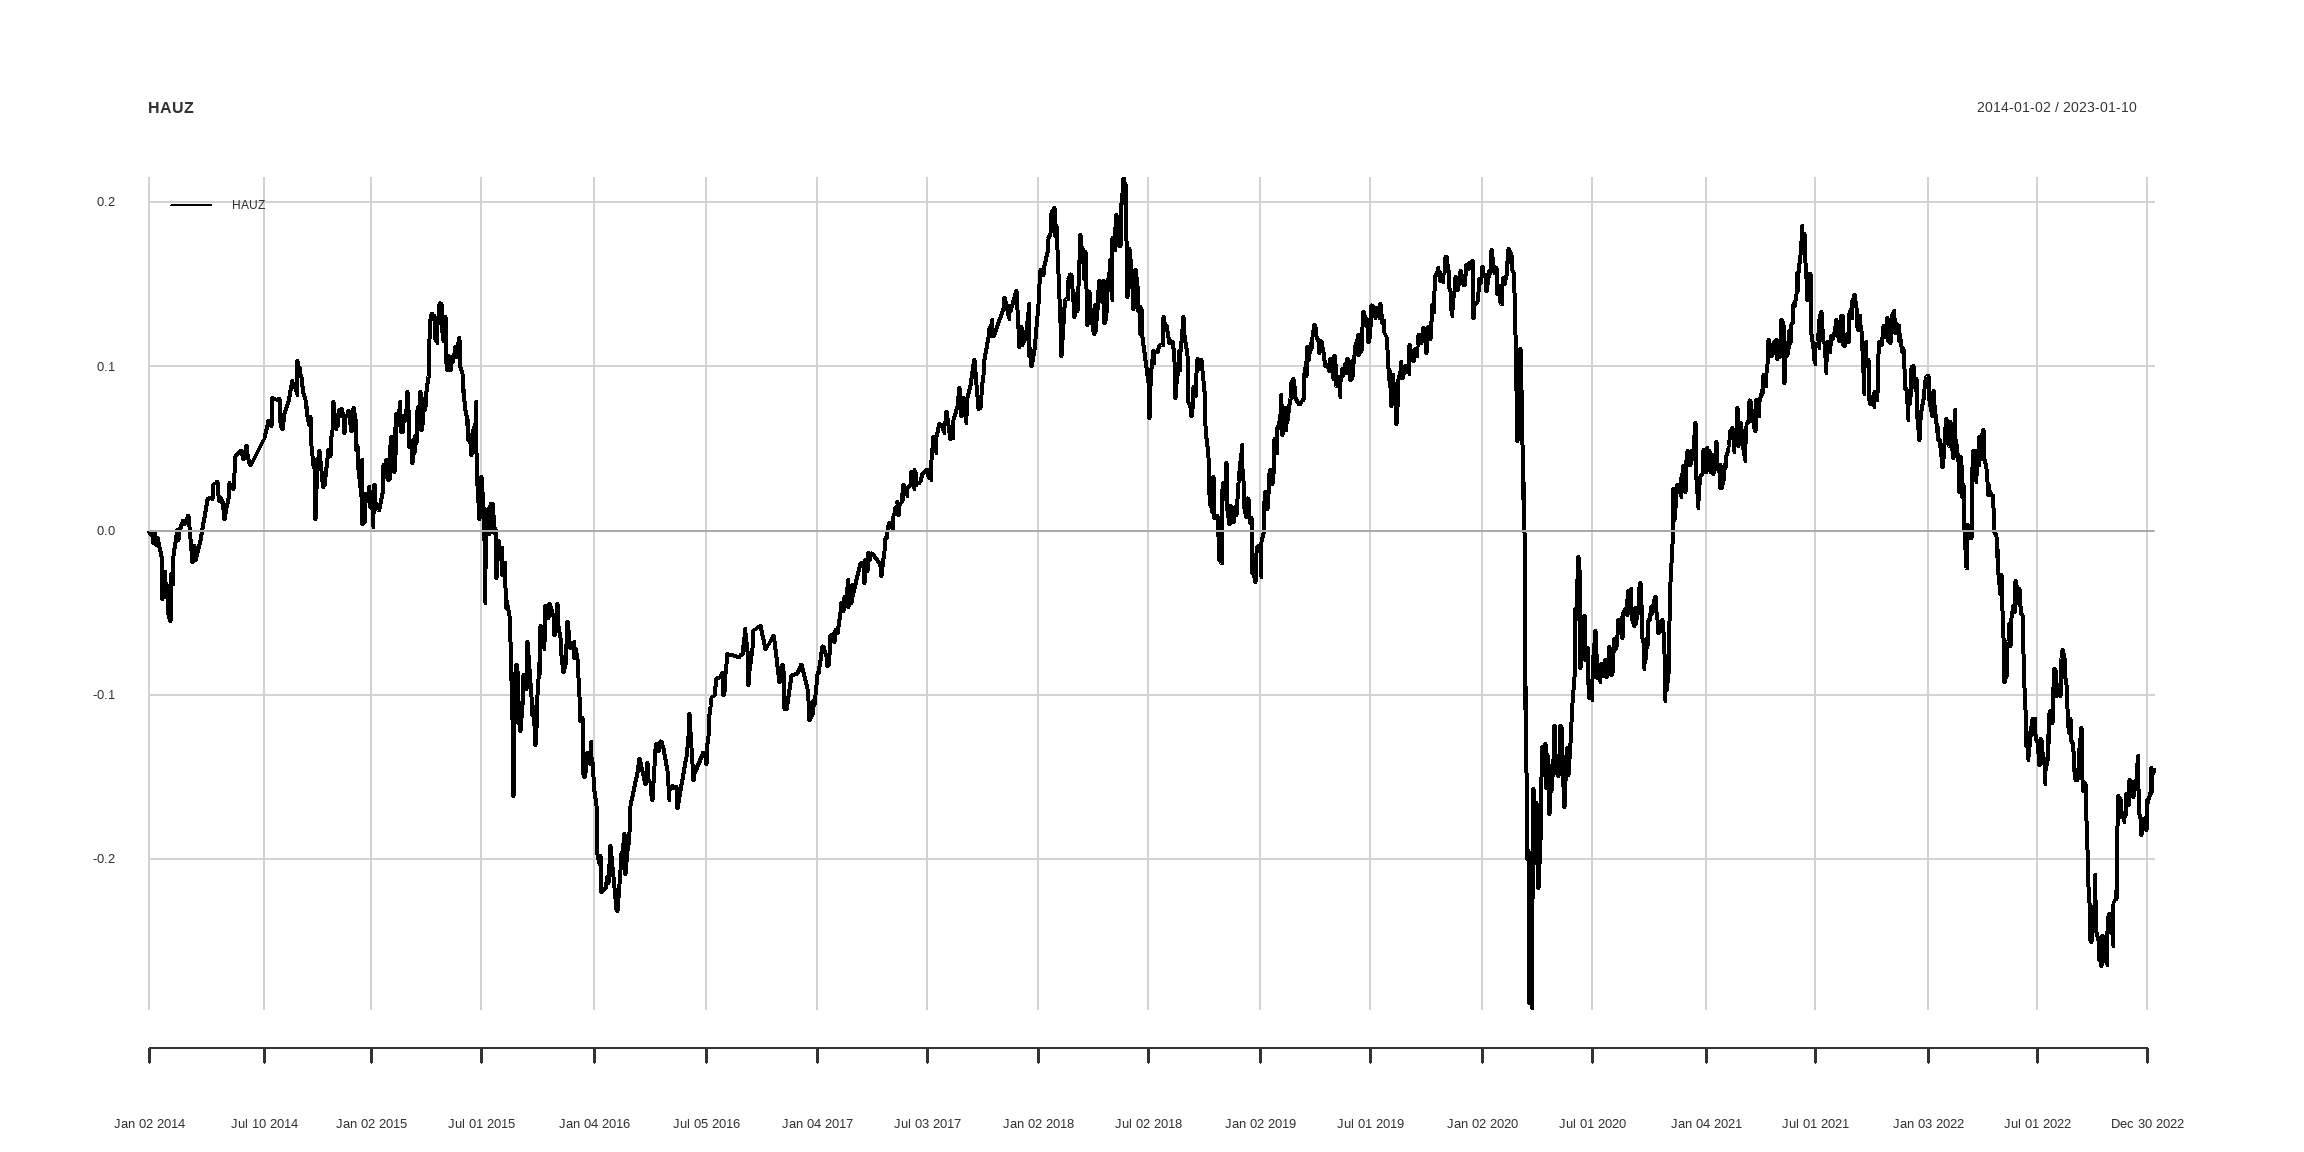 HAUZ
2014-01-02 / 2023-01-10
HAUZ
0.2
0.1
0.0
-0.1
-0.2
Jan 02 2014
Jul 10 2014
Jan 02 2015
Jul 01 2015
Jan 04 2016
Jul 05 2016
Jan 04 2017
Jul 03 2017
Jan 02 2018
Jul 02 2018
Jan 02 2019
Jul 01 2019
Jan 02 2020
Jul 01 2020
Jan 04 2021
Jul 01 2021
Jan 03 2022
Jul 01 2022
Dec 30 2022